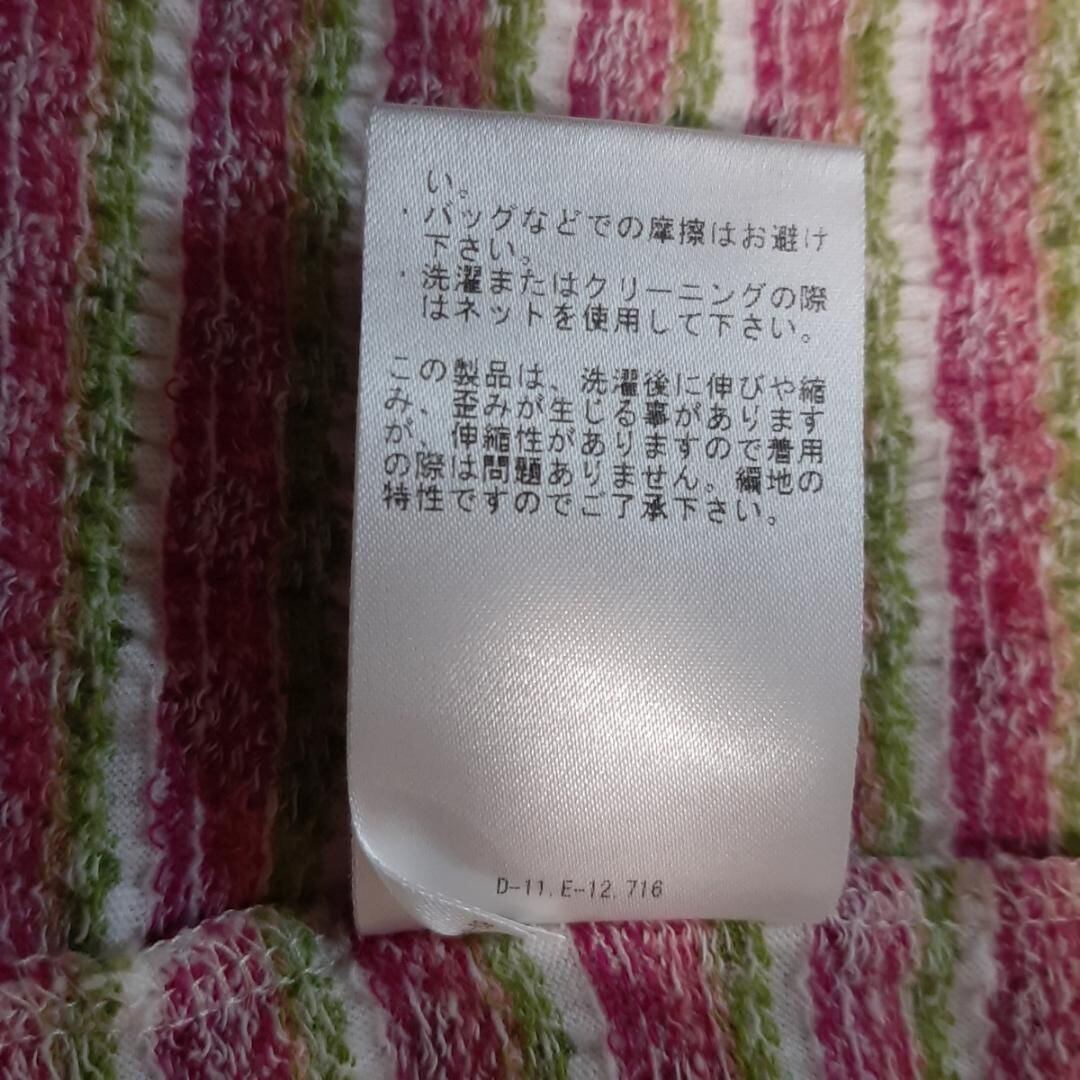 い。
・バッグなどでの摩擦はお避け
下さい。
・洗濯またはクリーニングの際
はネットを使用して下さい。
この製品は、洗濯後に伸びや縮
み、歪みが生じる事があります
が、伸縮性がありますので着用
の際は問題ありません。編地の
特性ですのでご了承下さい。
D-11,E-12,716